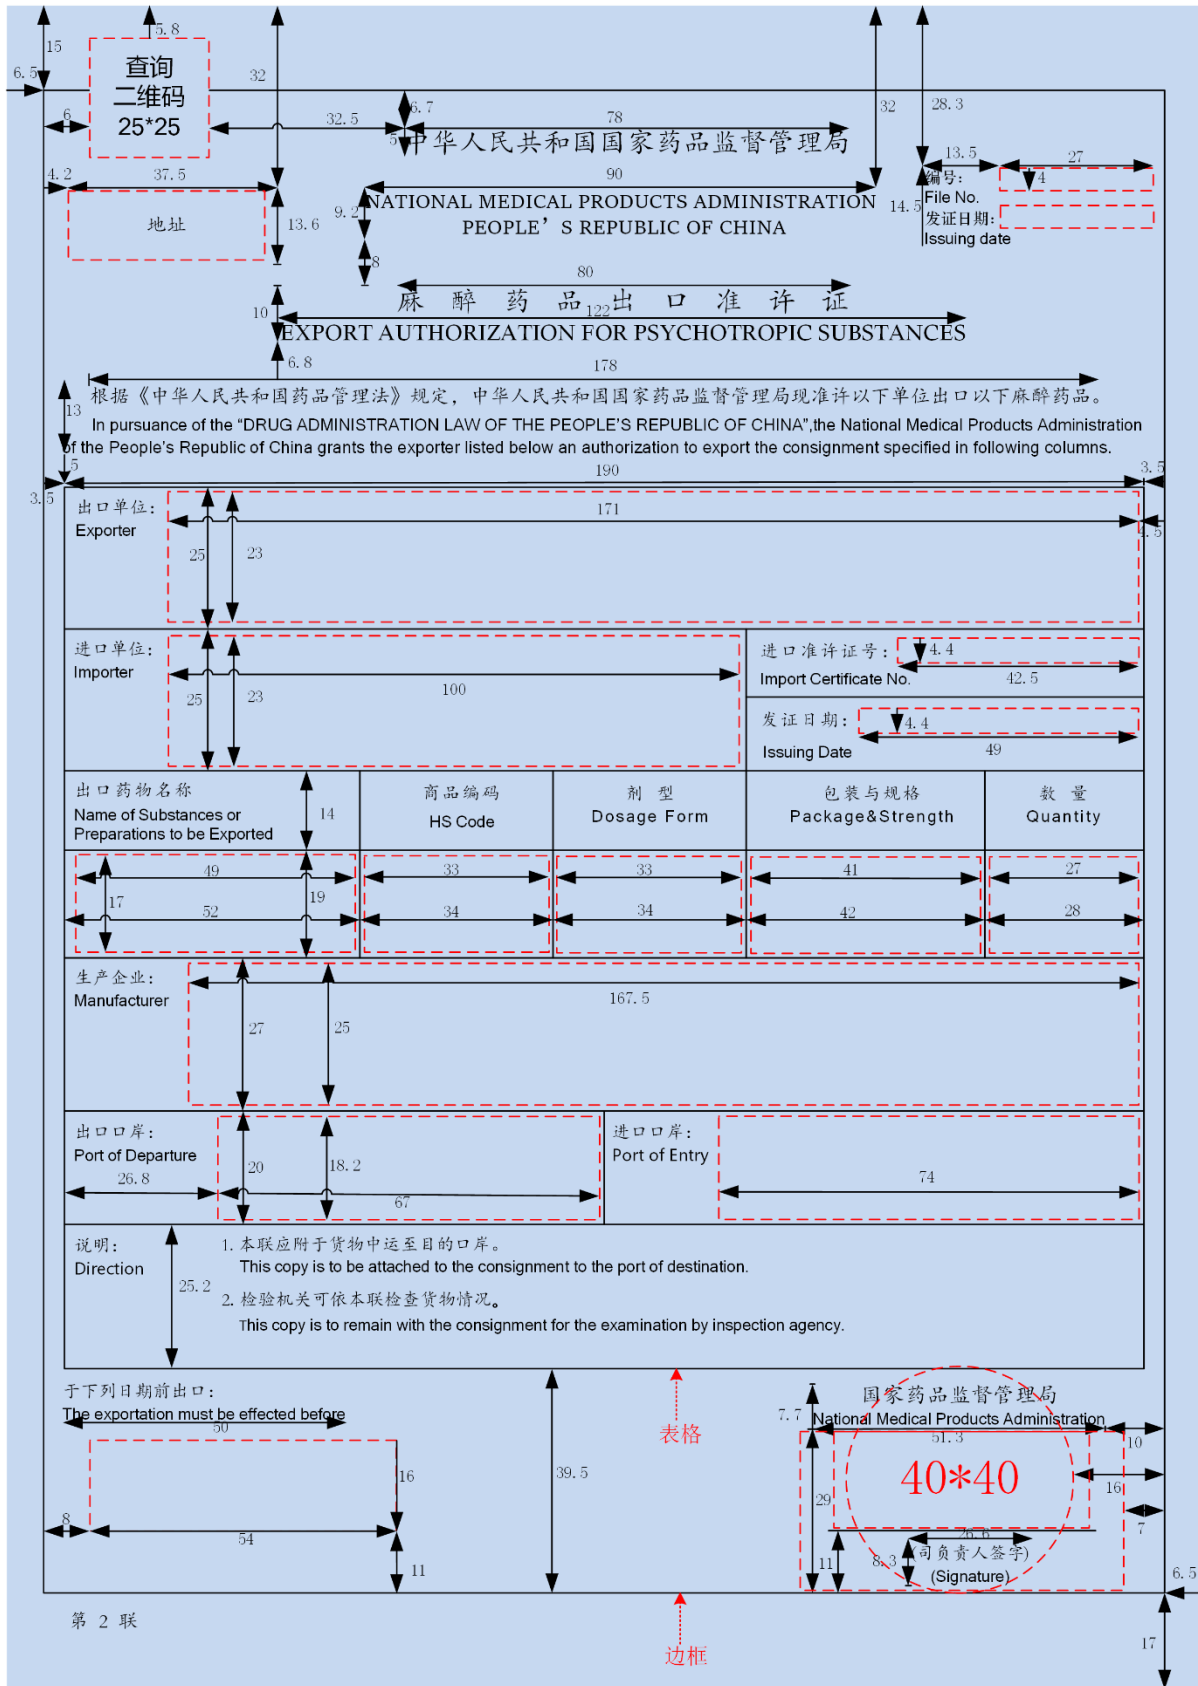 15
5.8
6.5
查询
二维码
25*25
6
32
32.5
6.7
5
78
中华人民共和国国家药品监督管理局
32
28.3
4.2
37.5
地址
13.6
9.2
90
NATIONAL MEDICAL PRODUCTS ADMINISTRATION
PEOPLE’ S REPUBLIC OF CHINA
8
13.5
27
14.5
编号:
4
File No.
发证日期:
Issuing date
80
麻 醉 药 品 出 口 准 许 证
10
122
EXPORT AUTHORIZATION FOR PSYCHOTROPIC SUBSTANCES
6.8
178
13
根据《中华人民共和国药品管理法》规定，中华人民共和国国家药品监督管理局现准许以下单位出口以下麻醉药品。
In pursuance of the “DRUG ADMINISTRATION LAW OF THE PEOPLE’S REPUBLIC OF CHINA”,the National Medical Products Administration
of the People’s Republic of China grants the exporter listed below an authorization to export the consignment specified in following columns.
5
190
3.5
3.5
出口单位:
Exporter
171
4.5
25
23
进口单位:
Importer
100
25
23
进口准许证号:
4.4
Import Certificate No.
42.5
发证日期:
4.4
Issuing Date
49
出口药物名称
Name of Substances or
Preparations to be Exported
14
商品编码
HS Code
剂 型
Dosage Form
包装与规格
Package&Strength
数 量
Quantity
49
33
33
41
27
17
19
52
34
34
42
28
生产企业:
Manufacturer
167.5
27
25
出口口岸:
Port of Departure
26.8
20
18.2
67
进口口岸:
Port of Entry
74
说明:
Direction
25.2
1. 本联应附于货物中运至目的口岸。
This copy is to be attached to the consignment to the port of destination.
2. 检验机关可依本联检查货物情况。
This copy is to remain with the consignment for the examination by inspection agency.
于下列日期前出口:
The exportation must be effected before
50
16
8
54
11
39.5
表格
国家药品监督管理局
7.7
National Medical Products Administration
51.3
10
40*40
16
29
7
26.6
11
8.3
(司负责人签字)
(Signature)
6.5
第 2 联
边框
17